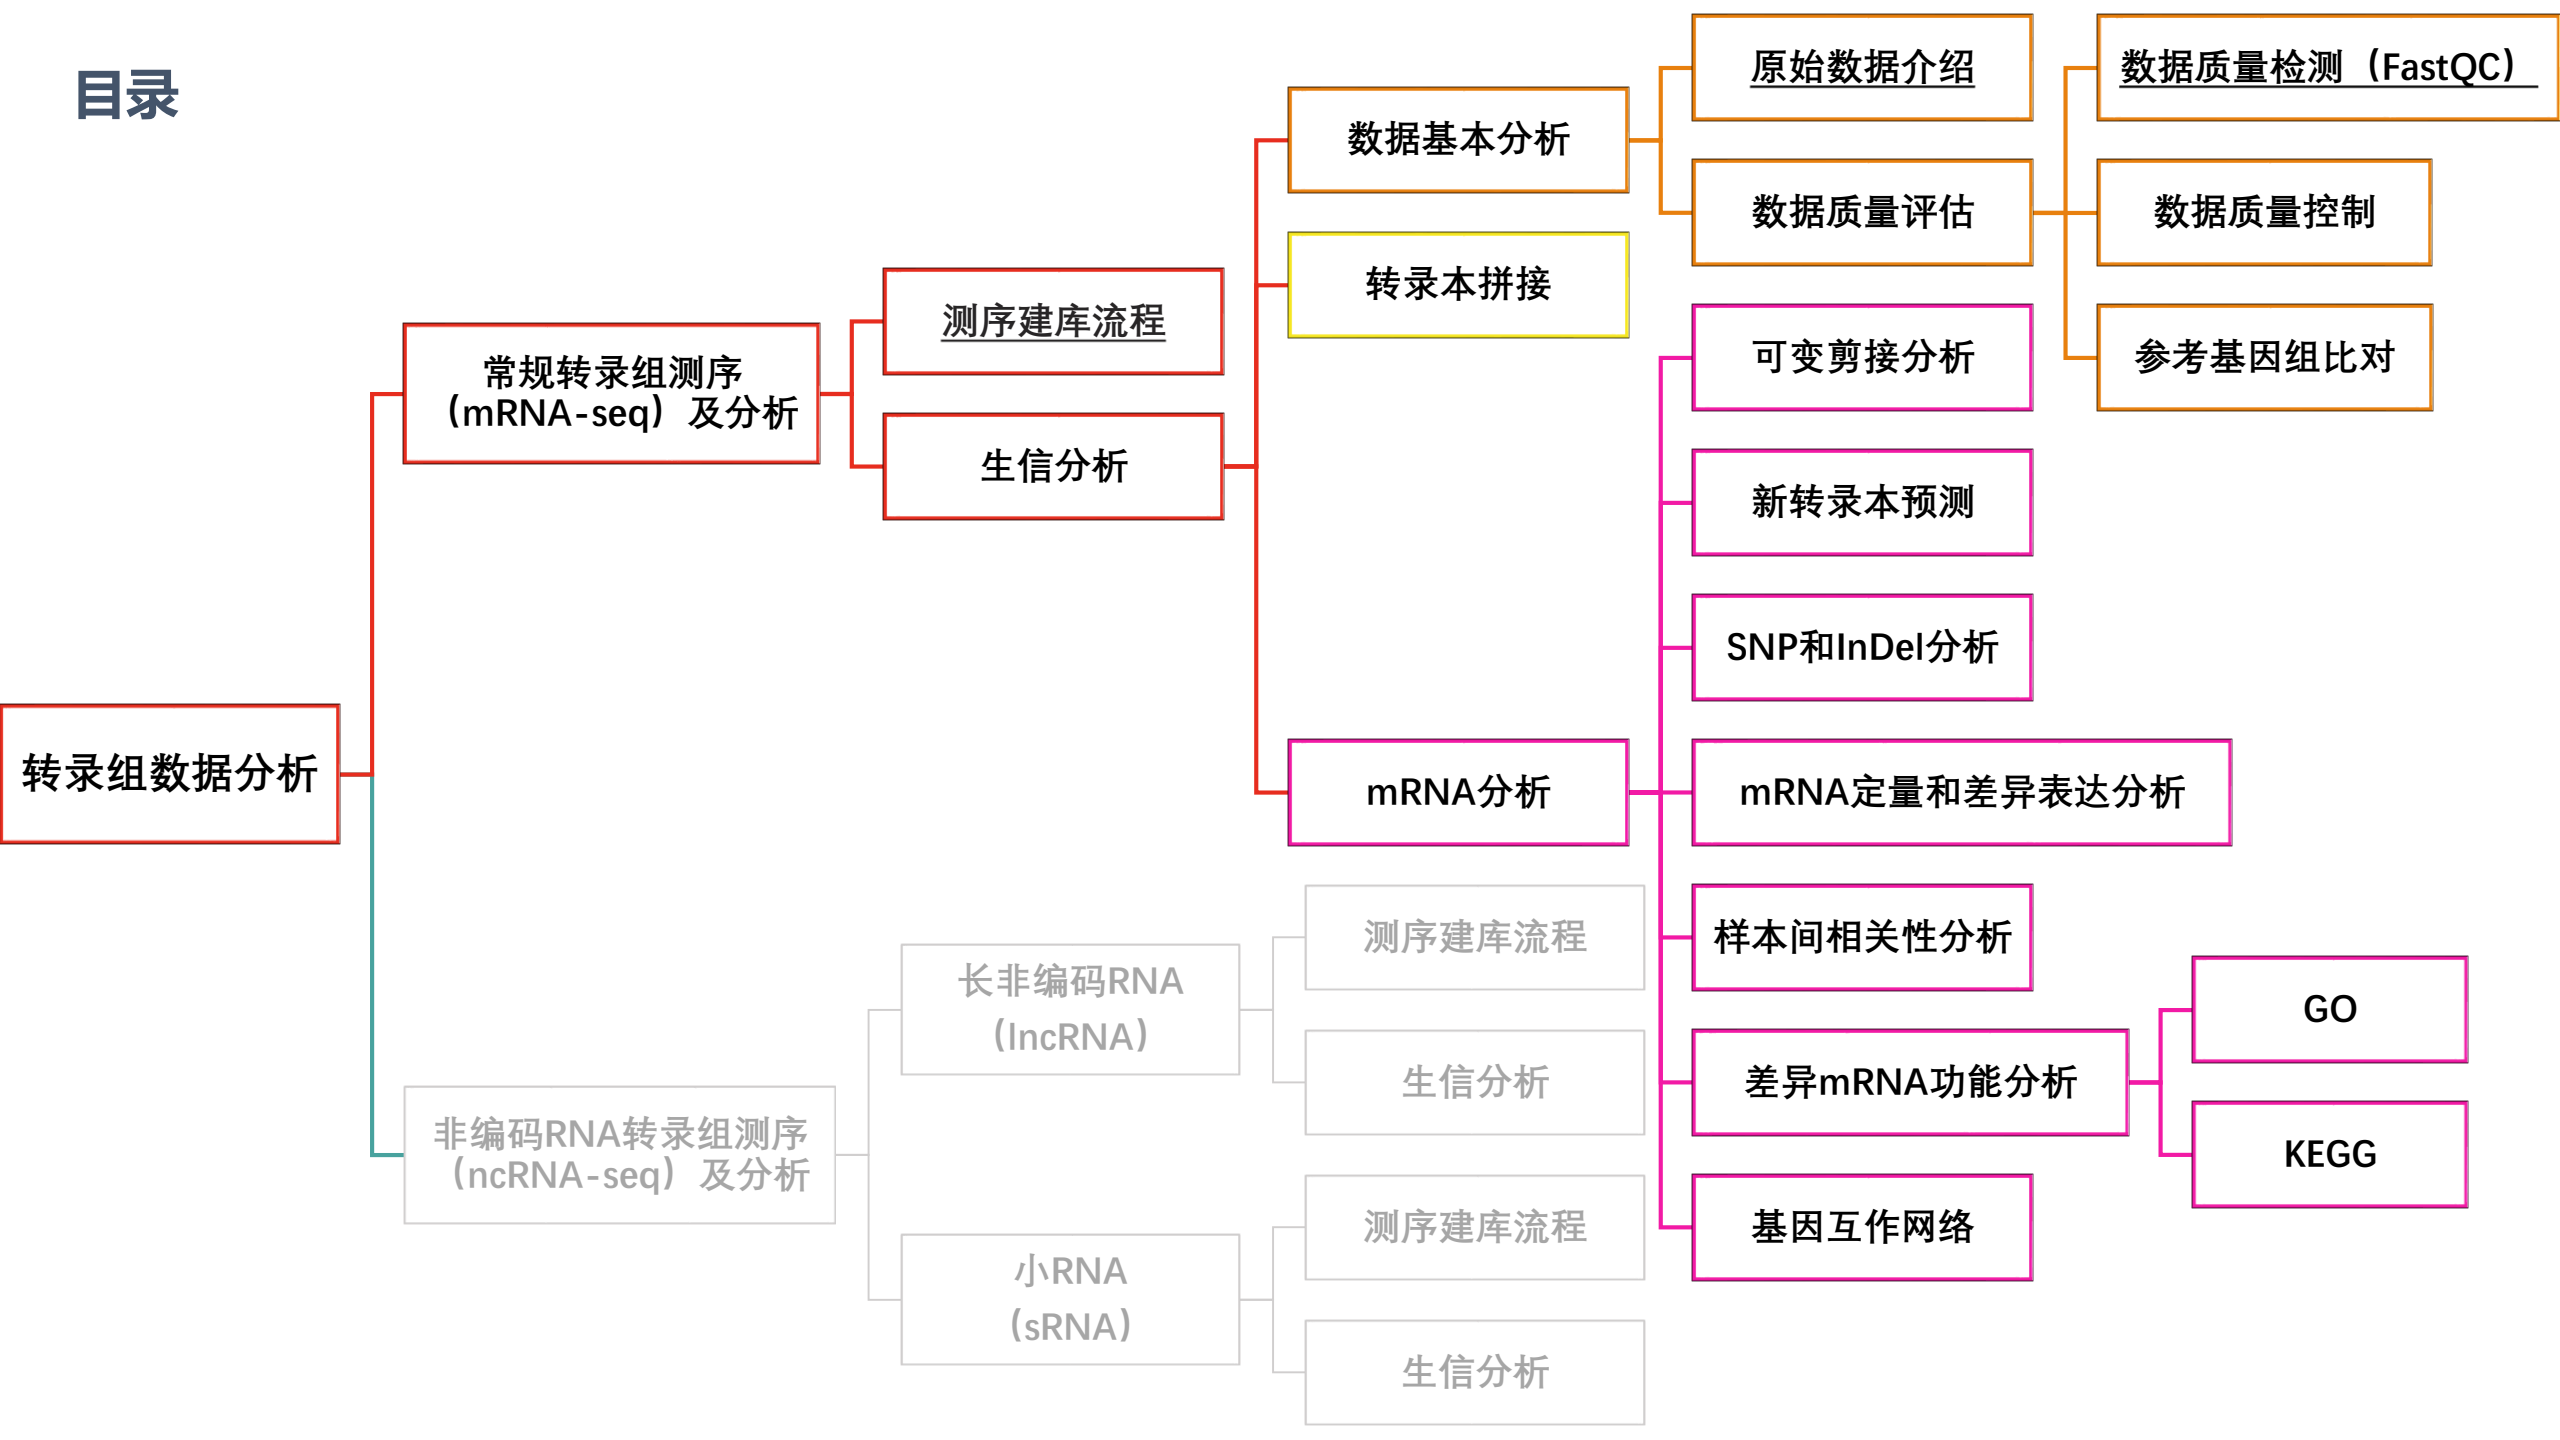 目录
转录组数据分析
常规转录组测序
（mRNA-seq）及分析
测序建库流程
生信分析
数据基本分析
原始数据介绍
数据质量评估
数据质量检测（FastQC）
数据质量控制
参考基因组比对
转录本拼接
mRNA分析
可变剪接分析
新转录本预测
SNP和InDel分析
mRNA定量和差异表达分析
样本间相关性分析
差异mRNA功能分析
GO
KEGG
基因互作网络
非编码RNA转录组测序
（ncRNA-seq）及分析
长非编码RNA
（lncRNA）
测序建库流程
生信分析
小RNA
（sRNA）
测序建库流程
生信分析